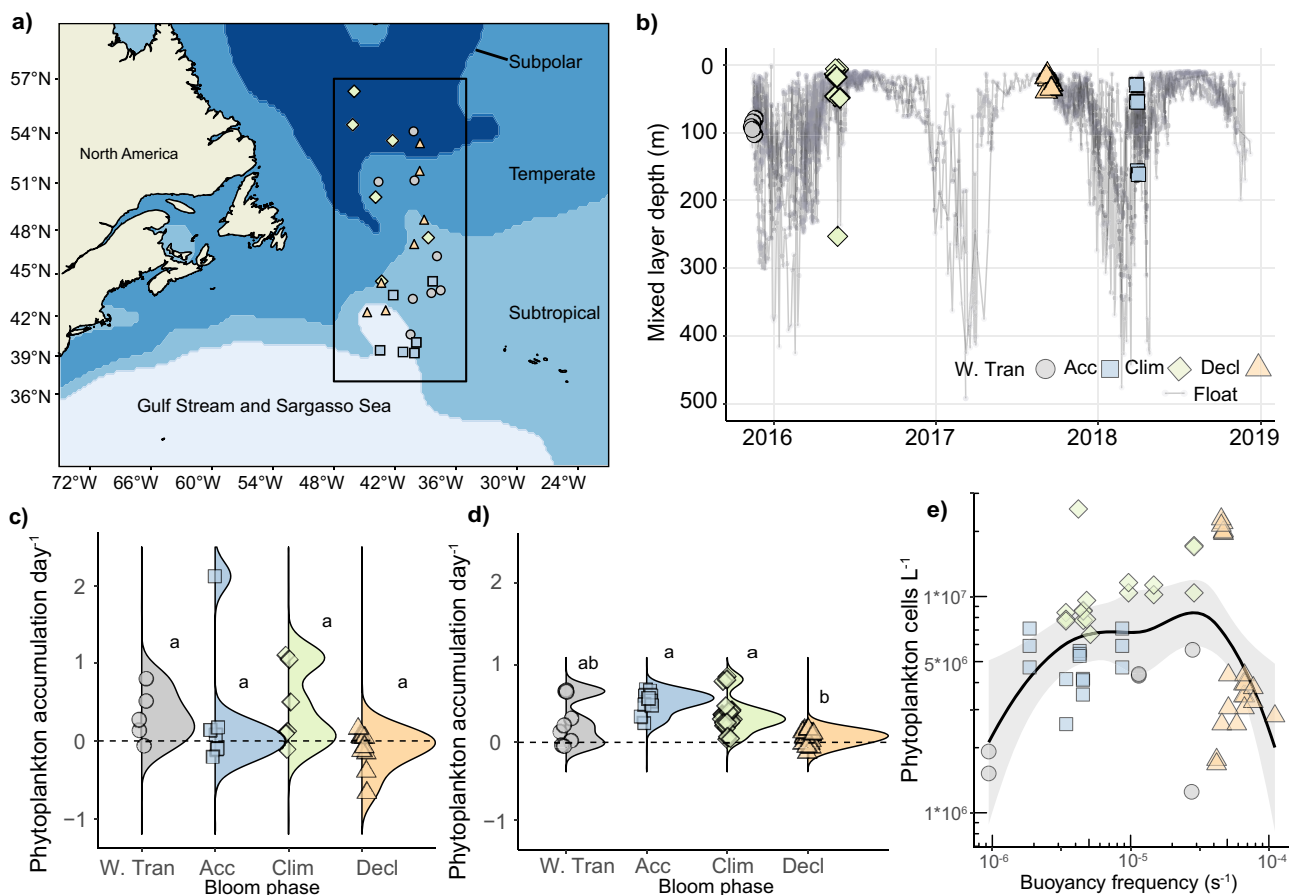 a)
57°N
54°N
51°N
48°N
45°N
42°N
39°N
36°N
North America
Subpolar
Temperate
Subtropical
Gulf Stream and Sargasso Sea
72°W 66°W 60°W 54°W 48°W 42°W 36°W 30°W 24°W
b)
Mixed layer depth (m)
0
100
200
300
400
500
W. Tran Acc Clim Decl
Float
2016 2017 2018 2019
c)
Phytoplankton accumulation day-1
2
1
0
−1
a
a
a
a
W. Tran Acc Clim Decl
Bloom phase
d)
Phytoplankton accumulation day-1
2
1
0
−1
ab
a
a
b
W. Tran Acc Clim Decl
Bloom phase
e)
Phytoplankton cells L-1
1*10⁷
5*10⁶
1*10⁶
10-6 10-5 10-4
Buoyancy frequency (s-1)